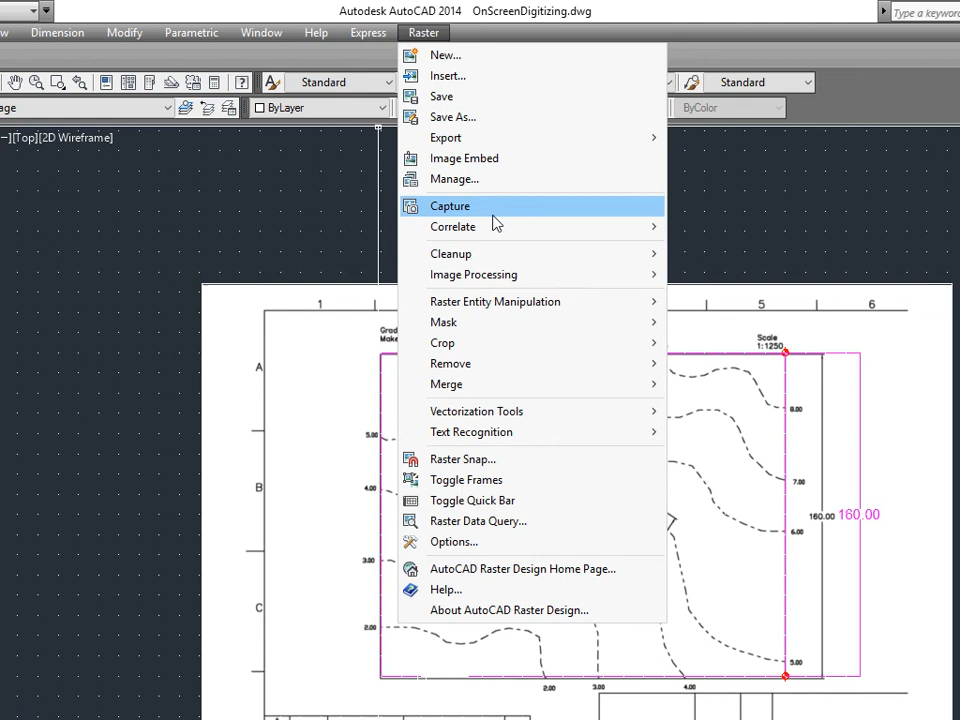 Autodesk AutoCAD 2014 OnScreenDigitizing.dwg
Type a keyword
w Dimension Modify Parametric Window Help Express Raster
Standard
Standard
age
ByLayer
ByColor
−][Top][2D Wireframe]
New...
Insert...
Save
Save As...
Export
Image Embed
Manage...
Capture
Correlate
Cleanup
Image Processing
Raster Entity Manipulation
Mask
Crop
Remove
Merge
Vectorization Tools
Text Recognition
Raster Snap...
Toggle Frames
Toggle Quick Bar
Raster Data Query...
Options...
AutoCAD Raster Design Home Page...
Help...
About AutoCAD Raster Design...
1 5 6
Grad
Make
Scale
1:1250
A
B
C
5.00
4.00
3.00
2.00
8.00
7.00
160.00 160.00
6.00
5.00
2.00 3.00 4.00